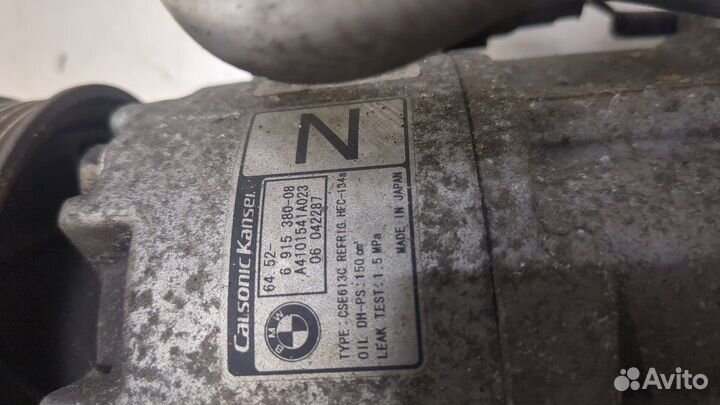 Calsonic Kansei
N
64 52-
6 915 380-08
A4101541A023
06 042287
BMW
TYPE: CSE613C REFRIG. HFC-134a
OIL DH-PS: 150 cm³
LEAK TEST: 1.5 MPa
MADE IN JAPAN
Avito